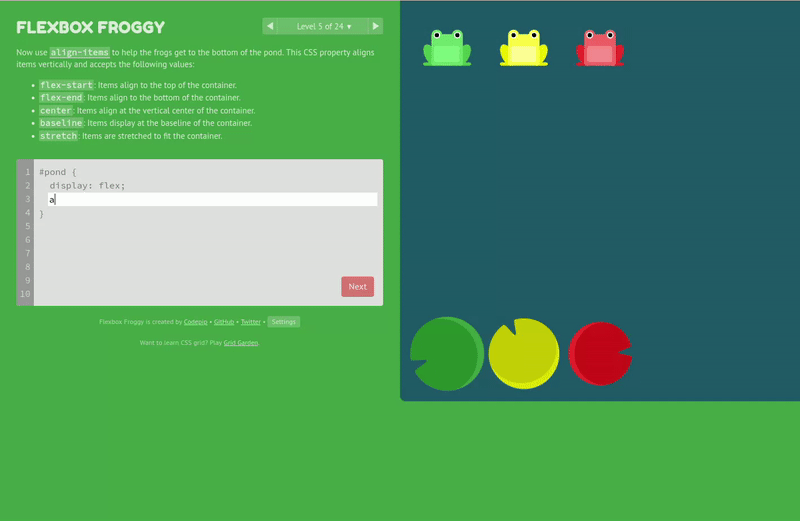 FLEXBOX FROGGY
◀ Level 5 of 24 ▼ ▶
Now use align-items to help the frogs get to the bottom of the pond. This CSS property aligns
items vertically and accepts the following values:
• flex-start: Items align to the top of the container.
• flex-end: Items align to the bottom of the container.
• center: Items align at the vertical center of the container.
• baseline: Items display at the baseline of the container.
• stretch: Items are stretched to fit the container.
1 #pond {
2 display: flex;
3 a
4 }
5
6
7
8
9
10
Next
Flexbox Froggy is created by Codepip • GitHub • Twitter • Settings
Want to learn CSS grid? Play Grid Garden.